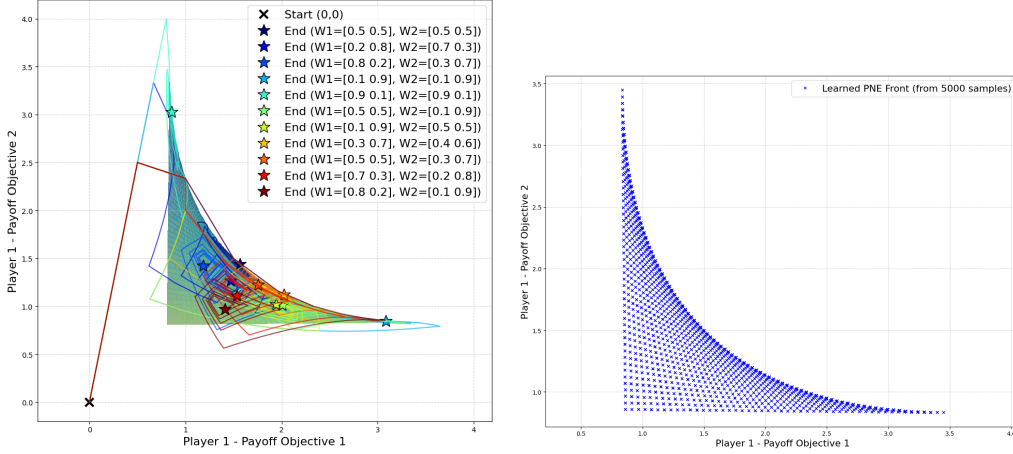 Start (0,0)
End (W1=[0.5 0.5], W2=[0.5 0.5])
End (W1=[0.2 0.8], W2=[0.7 0.3])
End (W1=[0.8 0.2], W2=[0.3 0.7])
End (W1=[0.1 0.9], W2=[0.1 0.9])
End (W1=[0.9 0.1], W2=[0.9 0.1])
End (W1=[0.5 0.5], W2=[0.1 0.9])
End (W1=[0.1 0.9], W2=[0.5 0.5])
End (W1=[0.3 0.7], W2=[0.4 0.6])
End (W1=[0.5 0.5], W2=[0.3 0.7])
End (W1=[0.7 0.3], W2=[0.2 0.8])
End (W1=[0.8 0.2], W2=[0.1 0.9])
4.0
3.5
3.0
2.5
2.0
1.5
1.0
0.5
0.0
Player 1 - Payoff Objective 2
0 1 2 3 4
Player 1 - Payoff Objective 1
Learned PNE Front (from 5000 samples)
3.5
3.0
2.5
2.0
1.5
1.0
Player 1 - Payoff Objective 2
0.5 1.0 1.5 2.0 2.5 3.0 3.5
Player 1 - Payoff Objective 1